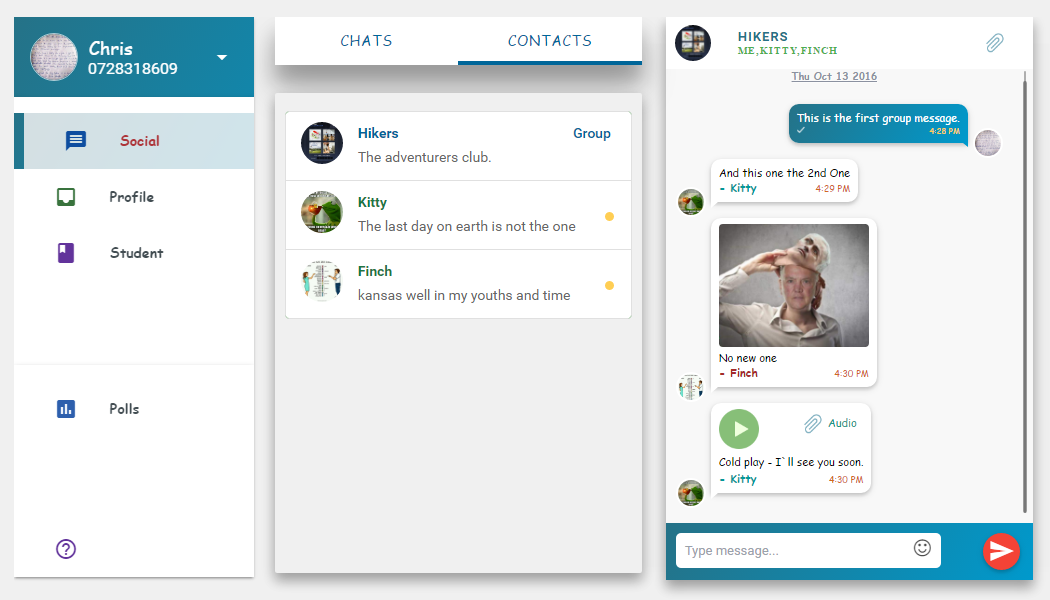 Chris
0728318609
Social
Profile
Student
Polls
CHATS
CONTACTS
Hikers
Group
The adventurers club.
Kitty
The last day on earth is not the one
Finch
kansas well in my youths and time
HIKERS
ME,KITTY,FINCH
Thu Oct 13 2016
This is the first group message.
4:28 PM
And this one the 2nd One
- Kitty
4:29 PM
No new one
- Finch
4:30 PM
Audio
Cold play - I`ll see you soon.
- Kitty
4:30 PM
Type message...